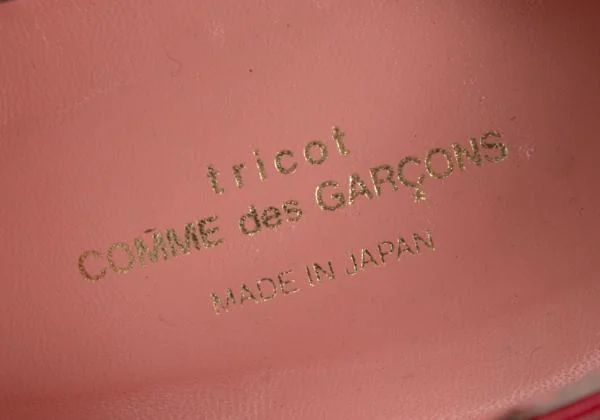 tricot
COMME des GARÇONS
MADE IN JAPAN